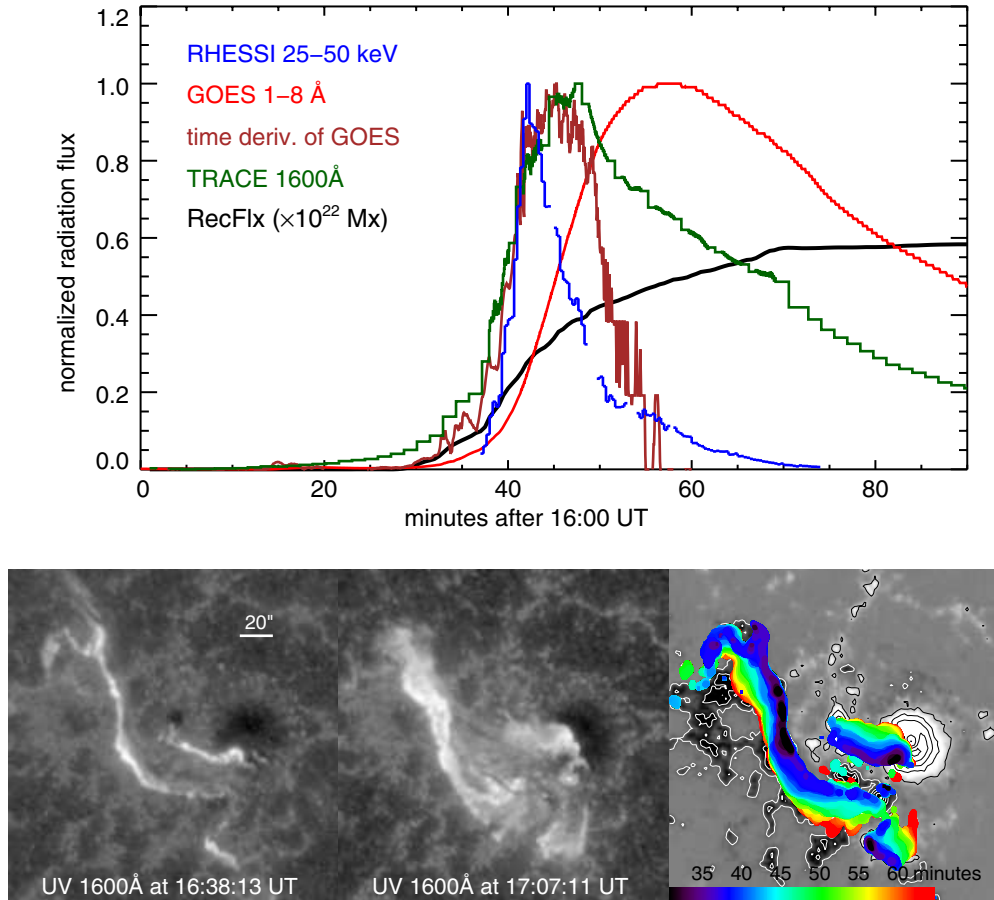 1.2
1.0
0.8
0.6
0.4
0.2
0.0
normalized radiation flux
RHESSI 25−50 keV
GOES 1−8 Å
time deriv. of GOES
TRACE 1600Å
RecFlx (×10²² Mx)
0 20 40 60 80
minutes after 16:00 UT
20"
UV 1600Å at 16:38:13 UT
UV 1600Å at 17:07:11 UT
35 40 45 50 55 60 minutes